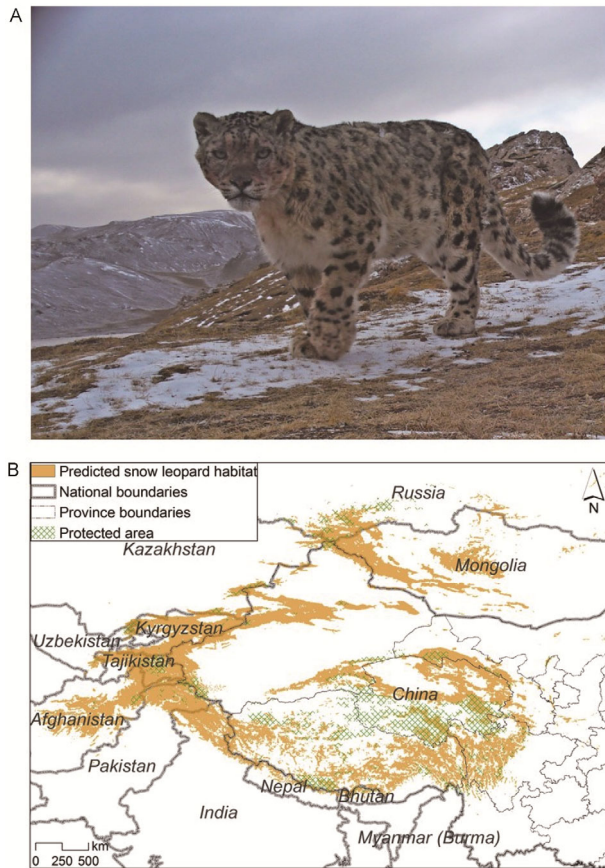 A
B
Predicted snow leopard habitat
National boundaries
Province boundaries
Protected area
Russia
N
Kazakhstan
Mongolia
Uzbekistan
Kyrgyzstan
Tajikistan
China
Afghanistan
Pakistan
Nepal
Bhutan
India
Myanmar (Burma)
km
0 250 500